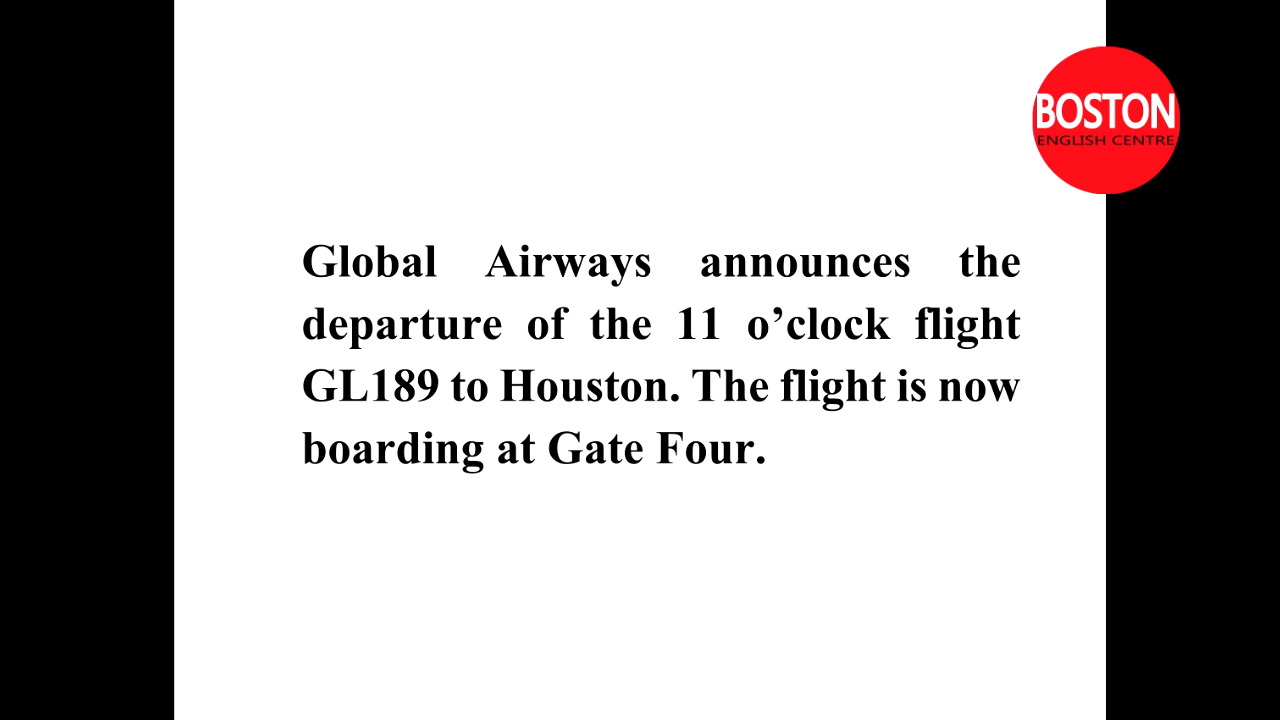 BOSTON
ENGLISH CENTRE
Global Airways announces the
departure of the 11 o’clock flight
GL189 to Houston. The flight is now
boarding at Gate Four.